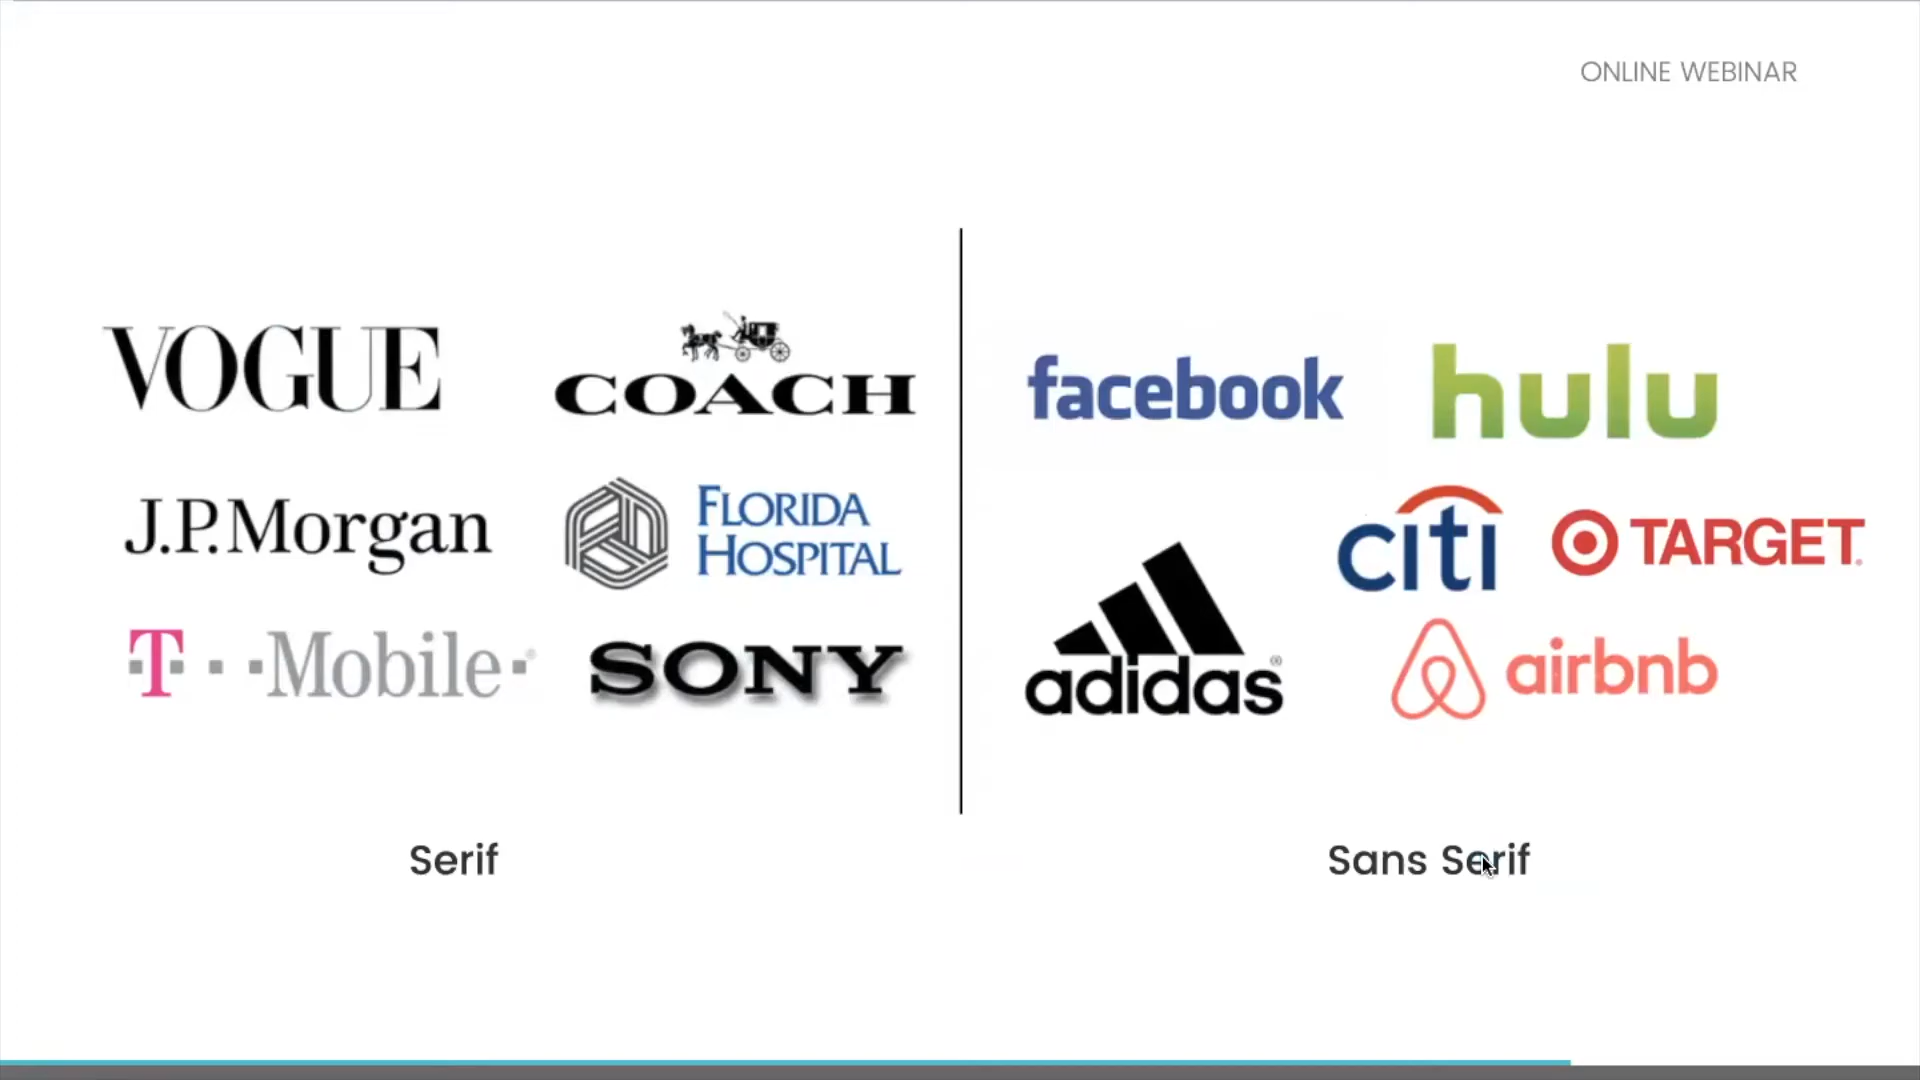 ONLINE WEBINAR
VOGUE
COACH
J.P.Morgan
FLORIDA
HOSPITAL
T··Mobile·®
SONY
facebook
hulu
citi
TARGET®
adidas®
airbnb
Serif
Sans Serif